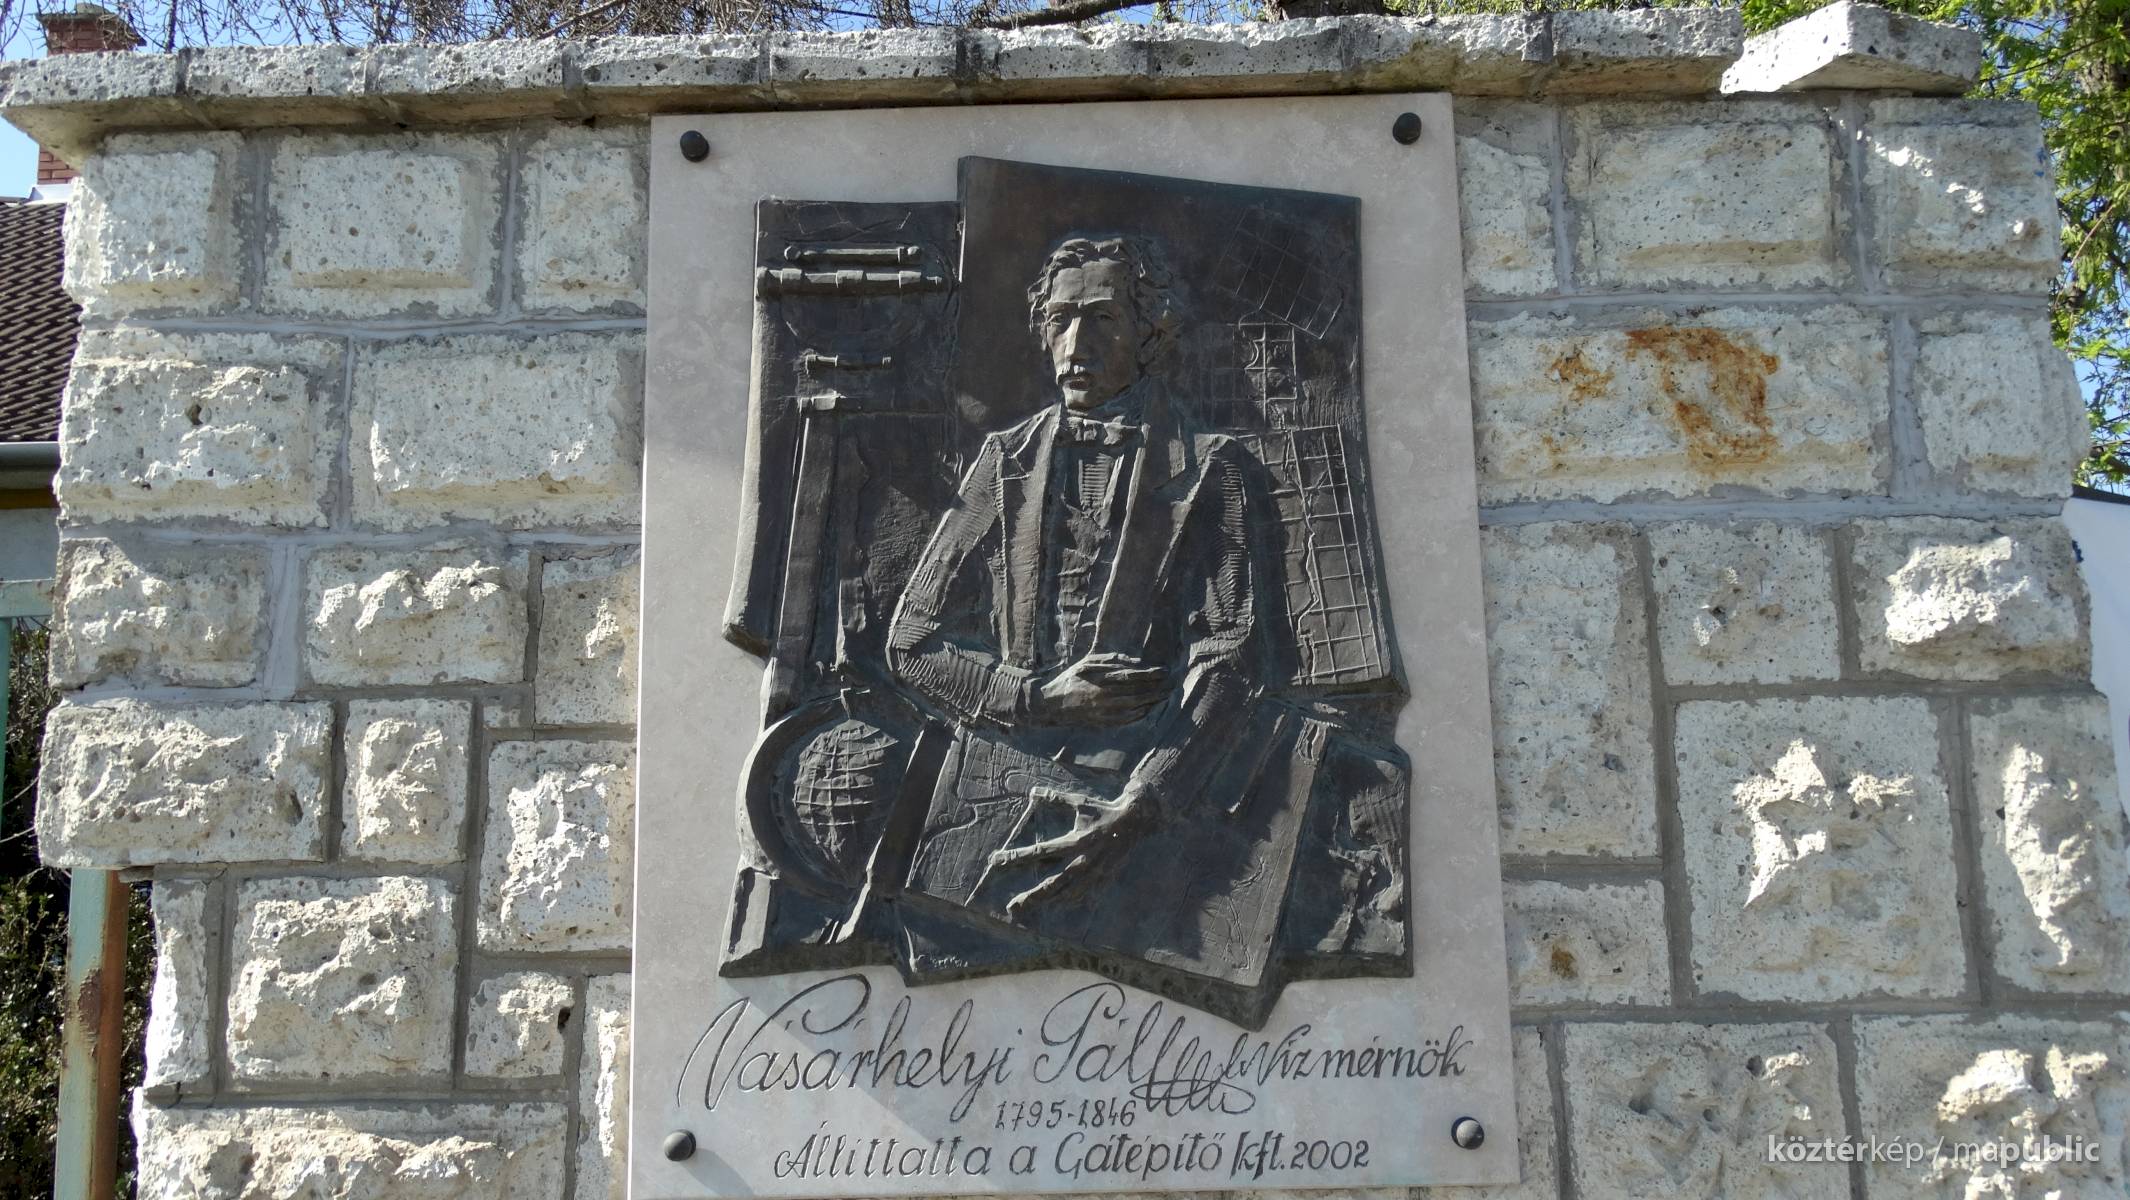 Vásárhelyi Pál Vízmérnök
1795-1846
Állíttatta a Gátépítő kft. 2002
köztérkép / mapublic